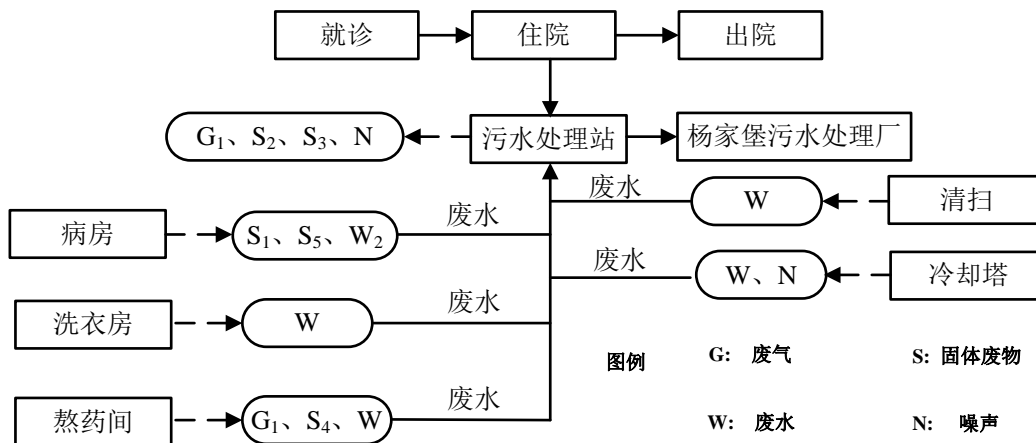 就诊
住院
出院
G₁、S₂、S₃、N
污水处理站
杨家堡污水处理厂
废水
W
清扫
病房
S₁、S₅、W₂
废水
废水
W、N
冷却塔
洗衣房
W
废水
图例
G: 废气
S: 固体废物
熬药间
G₁、S₄、W
废水
W: 废水
N: 噪声